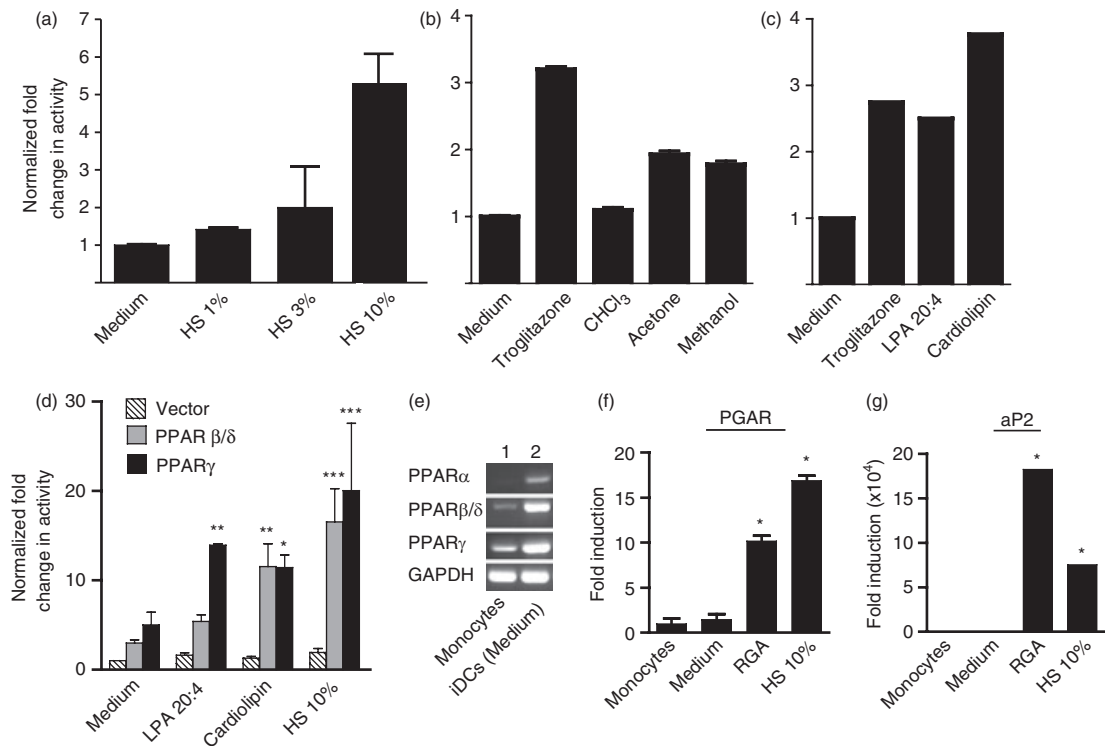 (a)
Normalized fold
change in activity
7
6
5
4
3
2
1
Medium
HS 1%
HS 3%
HS 10%
(b)
4
3
2
1
0
Medium
Troglitazone
CHCl₃
Acetone
Methanol
(c)
4
3
2
1
0
Medium
Troglitazone
LPA 20:4
Cardiolipin
(d)
Normalized fold
change in activity
30
20
10
0
Vector
PPAR β/δ
PPARγ
**
** *
*** ***
Medium
LPA 20:4
Cardiolipin
HS 10%
(e)
1 2
PPARα
PPARβ/δ
PPARγ
GAPDH
Monocytes
iDCs (Medium)
(f)
PGAR
Fold induction
20
15
10
5
0
*
*
Monocytes
Medium
RGA
HS 10%
(g)
aP2
Fold induction (x10⁴)
20
15
10
5
0
*
*
Monocytes
Medium
RGA
HS 10%